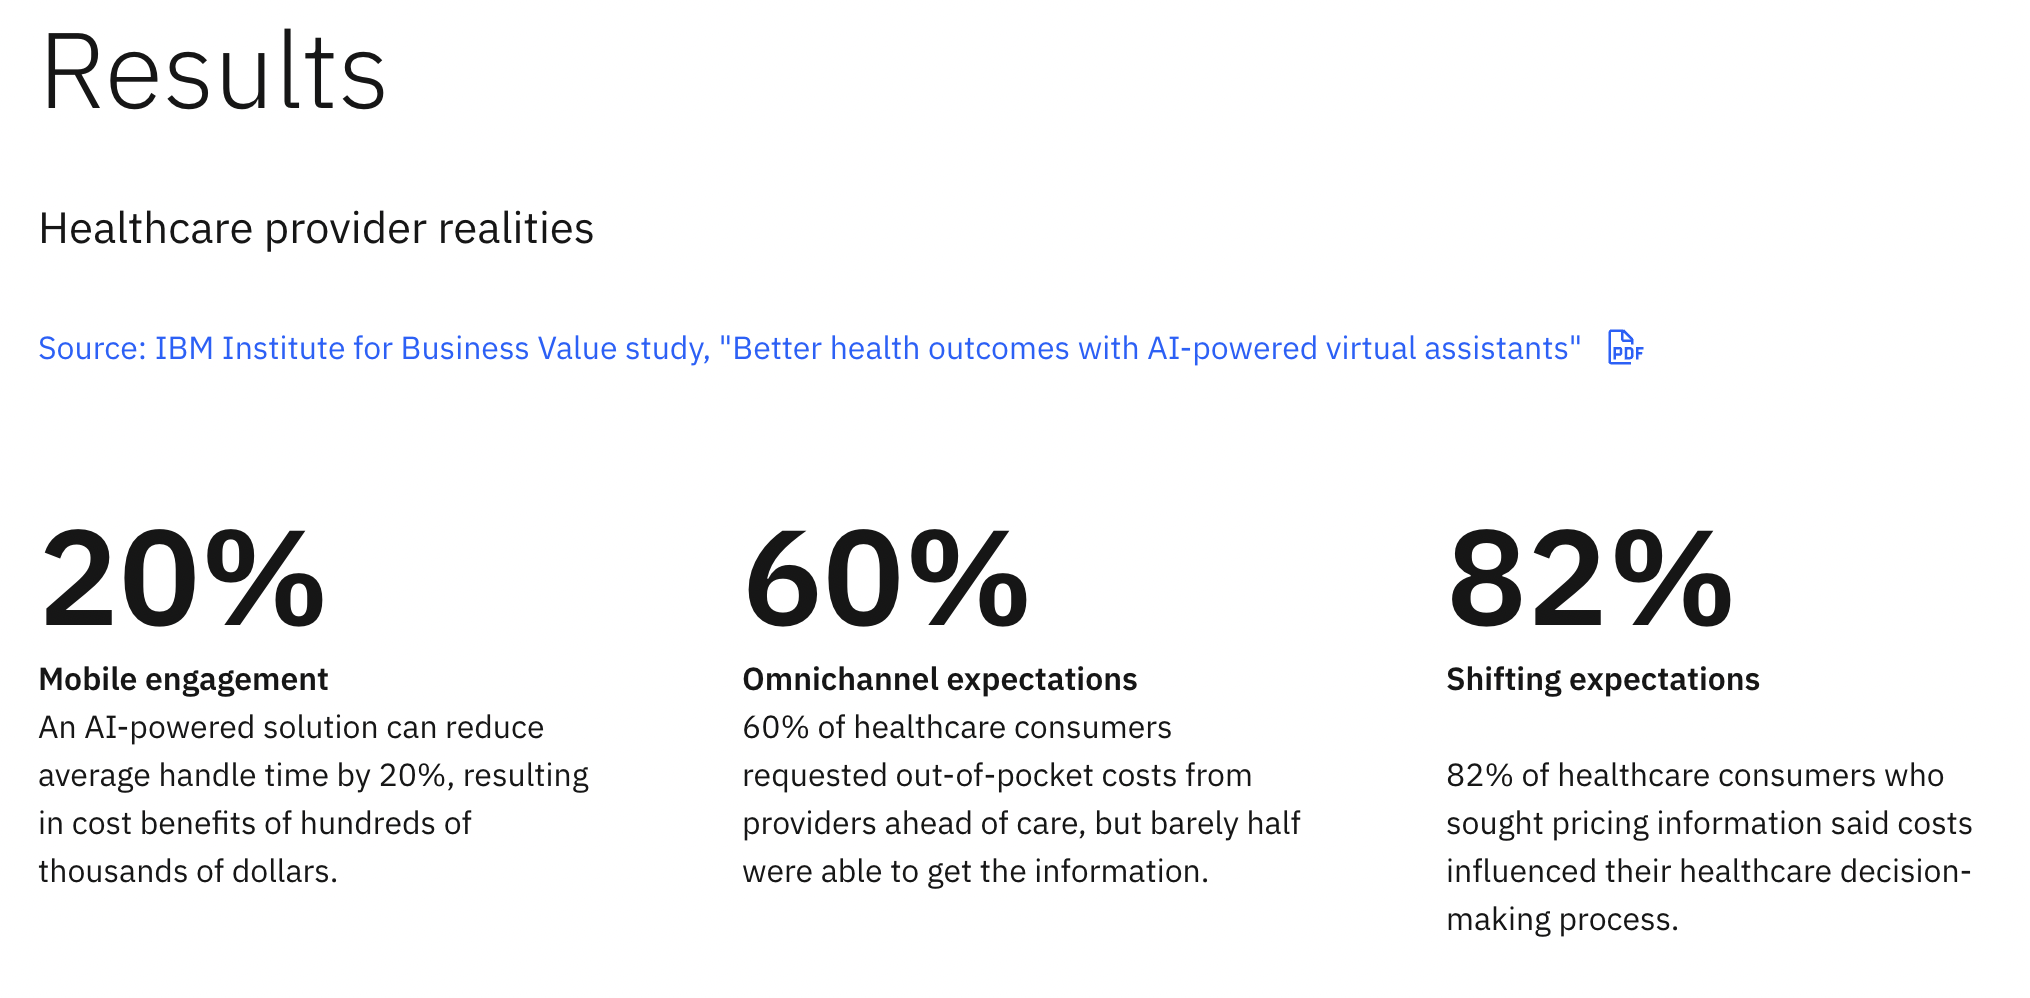 Results
Healthcare provider realities
Source: IBM Institute for Business Value study, "Better health outcomes with AI-powered virtual assistants"
PDF
20%
Mobile engagement
An AI-powered solution can reduce
average handle time by 20%, resulting
in cost benefits of hundreds of
thousands of dollars.
60%
Omnichannel expectations
60% of healthcare consumers
requested out-of-pocket costs from
providers ahead of care, but barely half
were able to get the information.
82%
Shifting expectations
82% of healthcare consumers who
sought pricing information said costs
influenced their healthcare decision-
making process.